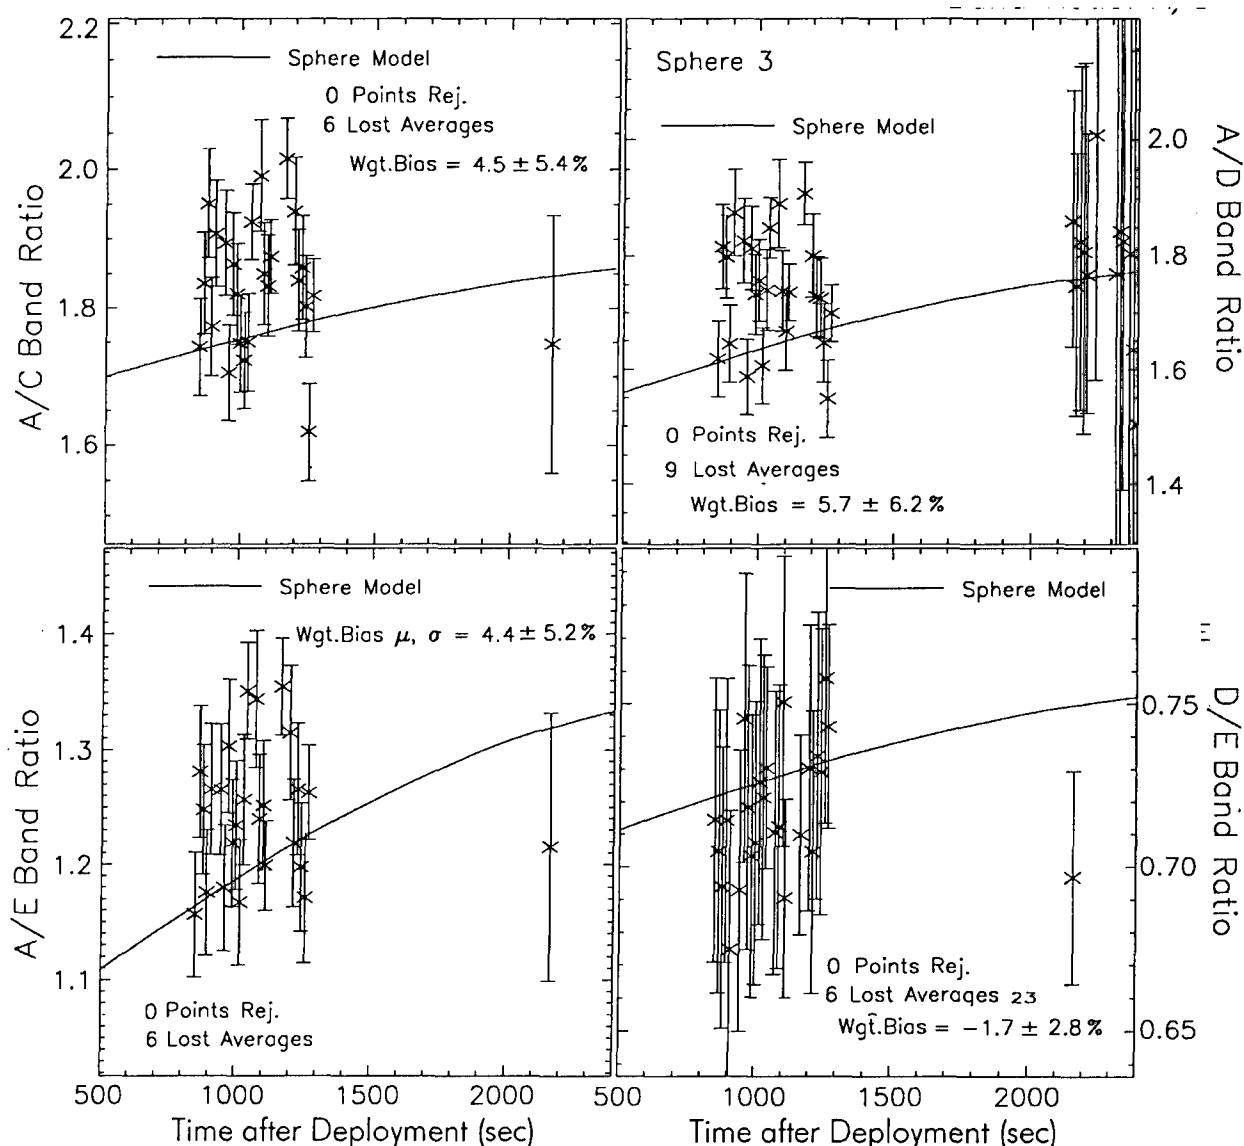 2.2
2.0
1.8
1.6
A/C Band Ratio
Sphere Model
0 Points Rej.
6 Lost Averages
Wgt.Bias = 4.5 ± 5.4%
Sphere 3
Sphere Model
0 Points Rej.
9 Lost Averages
Wgt.Bias = 5.7 ± 6.2%
2.0
1.8
1.6
1.4
A/D Band Ratio
1.4
1.3
1.2
1.1
A/E Band Ratio
Sphere Model
Wgt.Bias μ, σ = 4.4 ± 5.2%
0 Points Rej.
6 Lost Averages
Sphere Model
0 Points Rej.
6 Lost Averages 23
Wgt.Bias = −1.7 ± 2.8%
0.75
0.70
0.65
D/E Band Ratio
500 1000 1500 2000 500 1000 1500 2000
Time after Deployment (sec) Time after Deployment (sec)